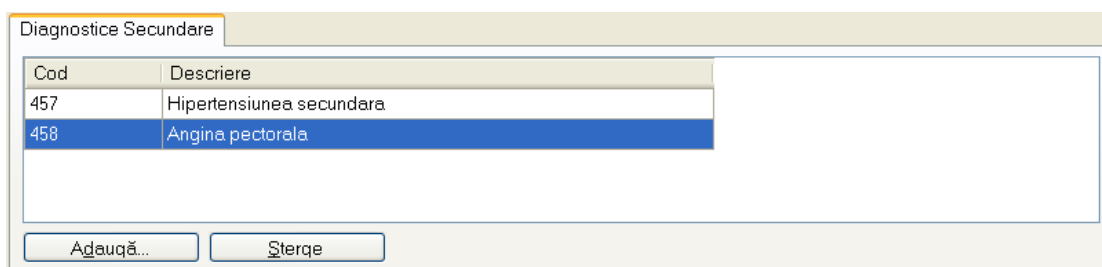 Diagnostice Secundare
Cod Descriere
457 Hipertensiunea secundara
458 Angina pectorala
Adaugă... Sterge